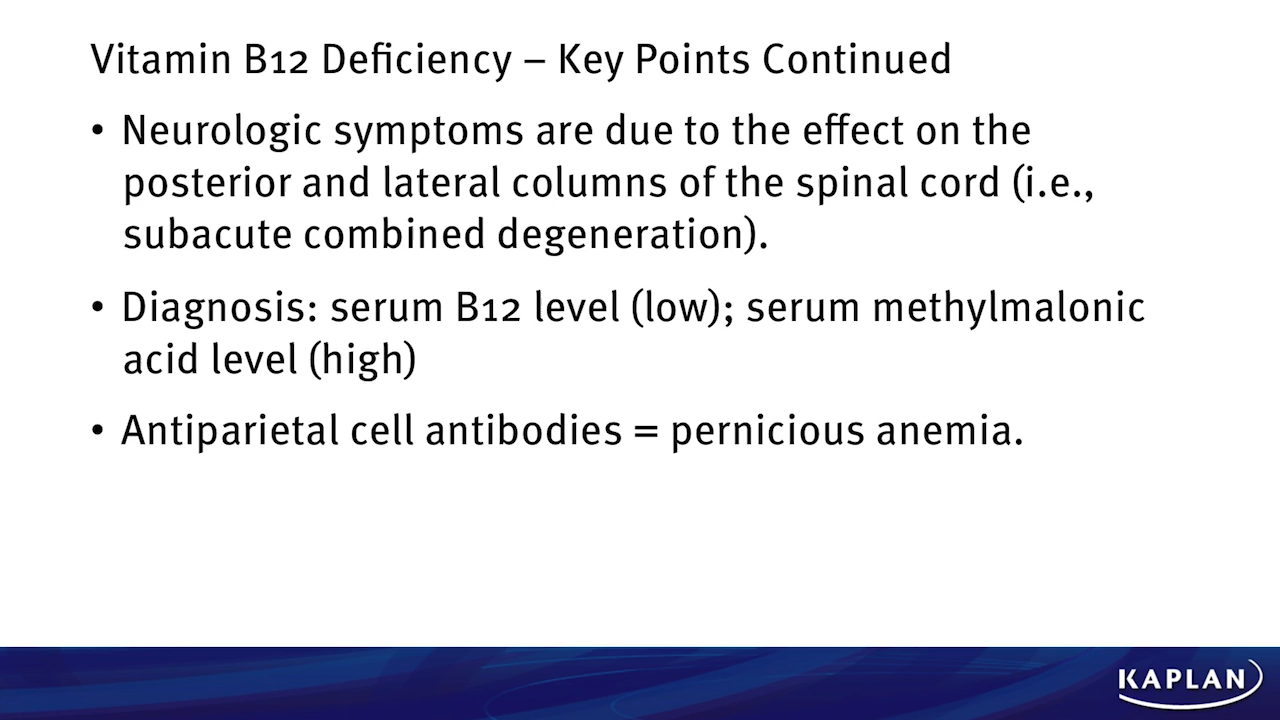 Vitamin B12 Deficiency – Key Points Continued
• Neurologic symptoms are due to the effect on the
posterior and lateral columns of the spinal cord (i.e.,
subacute combined degeneration).
• Diagnosis: serum B12 level (low); serum methylmalonic
acid level (high)
• Antiparietal cell antibodies = pernicious anemia.
KAPLAN